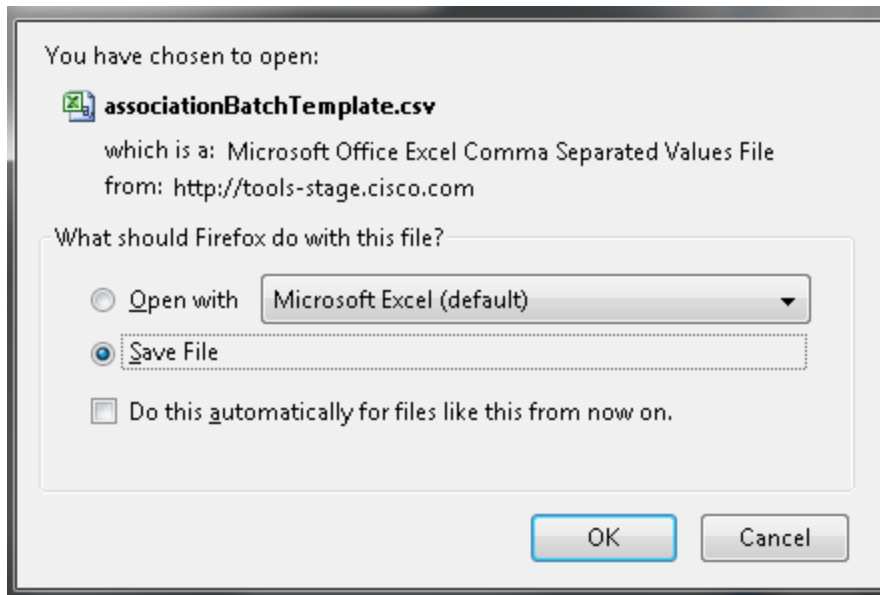 You have chosen to open:
associationBatchTemplate.csv
which is a: Microsoft Office Excel Comma Separated Values File
from: http://tools-stage.cisco.com
What should Firefox do with this file?
Open with Microsoft Excel (default)
Save File
Do this automatically for files like this from now on.
OK Cancel